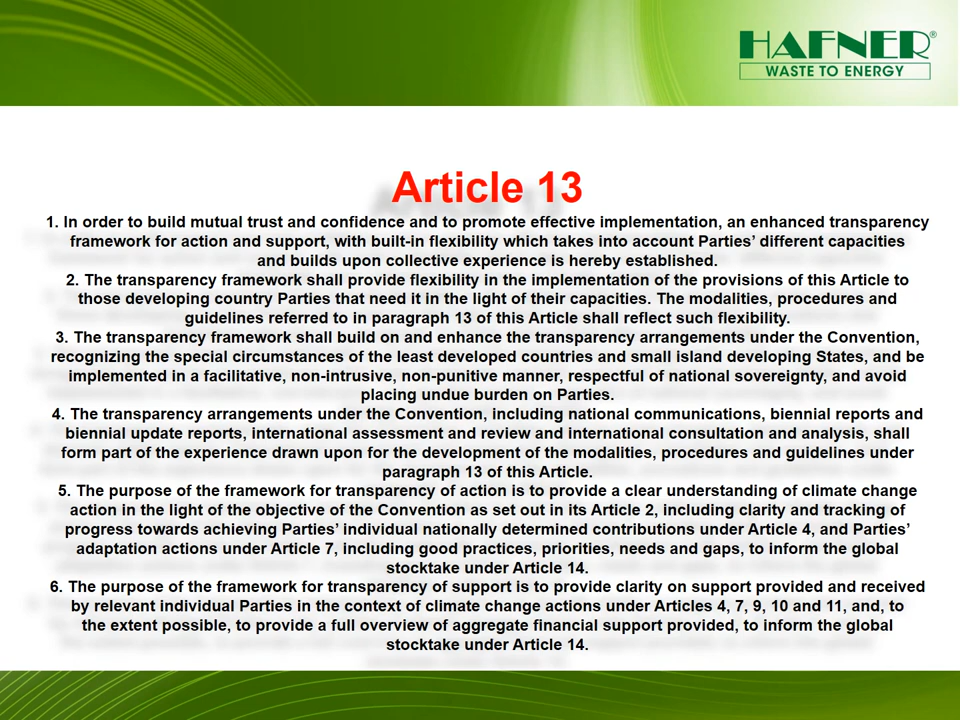 HAFNER®
WASTE TO ENERGY
Article 13
1. In order to build mutual trust and confidence and to promote effective implementation, an enhanced transparency
framework for action and support, with built-in flexibility which takes into account Parties’ different capacities
and builds upon collective experience is hereby established.
2. The transparency framework shall provide flexibility in the implementation of the provisions of this Article to
those developing country Parties that need it in the light of their capacities. The modalities, procedures and
guidelines referred to in paragraph 13 of this Article shall reflect such flexibility.
3. The transparency framework shall build on and enhance the transparency arrangements under the Convention,
recognizing the special circumstances of the least developed countries and small island developing States, and be
implemented in a facilitative, non-intrusive, non-punitive manner, respectful of national sovereignty, and avoid
placing undue burden on Parties.
4. The transparency arrangements under the Convention, including national communications, biennial reports and
biennial update reports, international assessment and review and international consultation and analysis, shall
form part of the experience drawn upon for the development of the modalities, procedures and guidelines under
paragraph 13 of this Article.
5. The purpose of the framework for transparency of action is to provide a clear understanding of climate change
action in the light of the objective of the Convention as set out in its Article 2, including clarity and tracking of
progress towards achieving Parties’ individual nationally determined contributions under Article 4, and Parties’
adaptation actions under Article 7, including good practices, priorities, needs and gaps, to inform the global
stocktake under Article 14.
6. The purpose of the framework for transparency of support is to provide clarity on support provided and received
by relevant individual Parties in the context of climate change actions under Articles 4, 7, 9, 10 and 11, and, to
the extent possible, to provide a full overview of aggregate financial support provided, to inform the global
stocktake under Article 14.